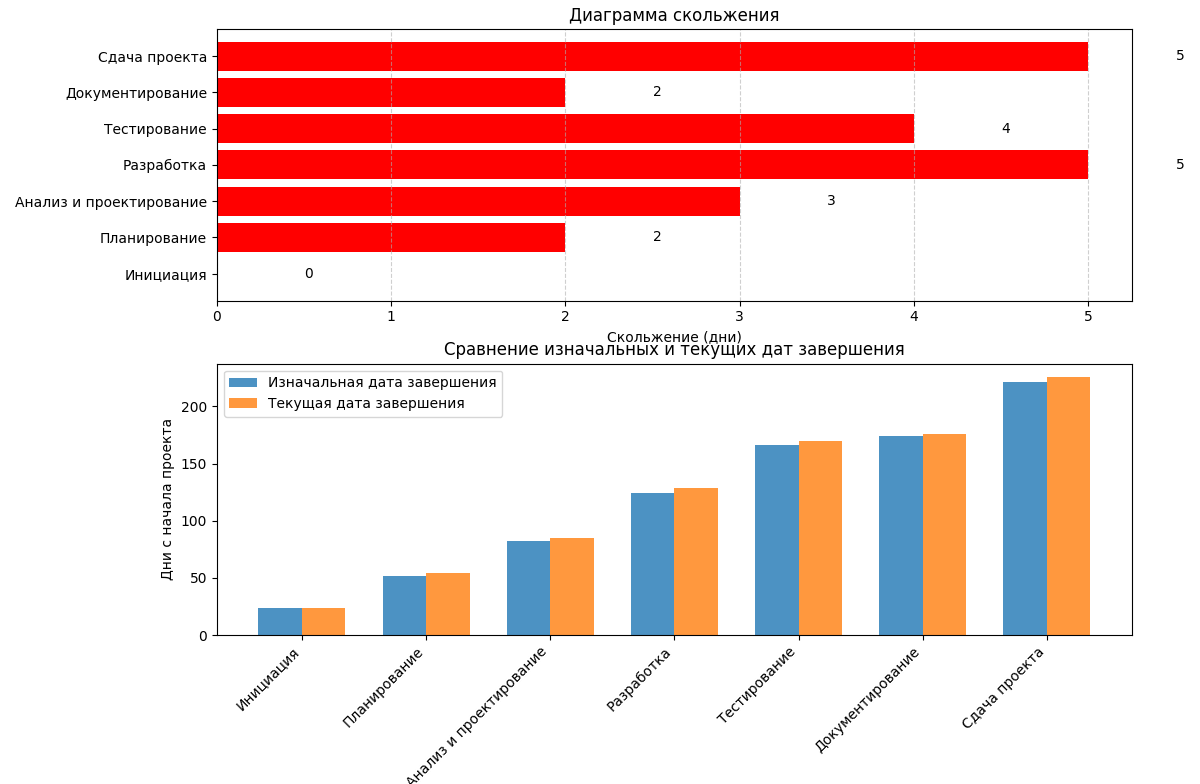 Диаграмма скольжения
Сдача проекта 5
Документирование 2
Тестирование 4
Разработка 5
Анализ и проектирование 3
Планирование 2
Инициация 0
0 1 2 3 4 5
Скольжение (дни)
Сравнение изначальных и текущих дат завершения
Изначальная дата завершения
Текущая дата завершения
Дни с начала проекта
200
150
100
50
0
Инициация
Планирование
Анализ и проектирование
Разработка
Тестирование
Документирование
Сдача проекта